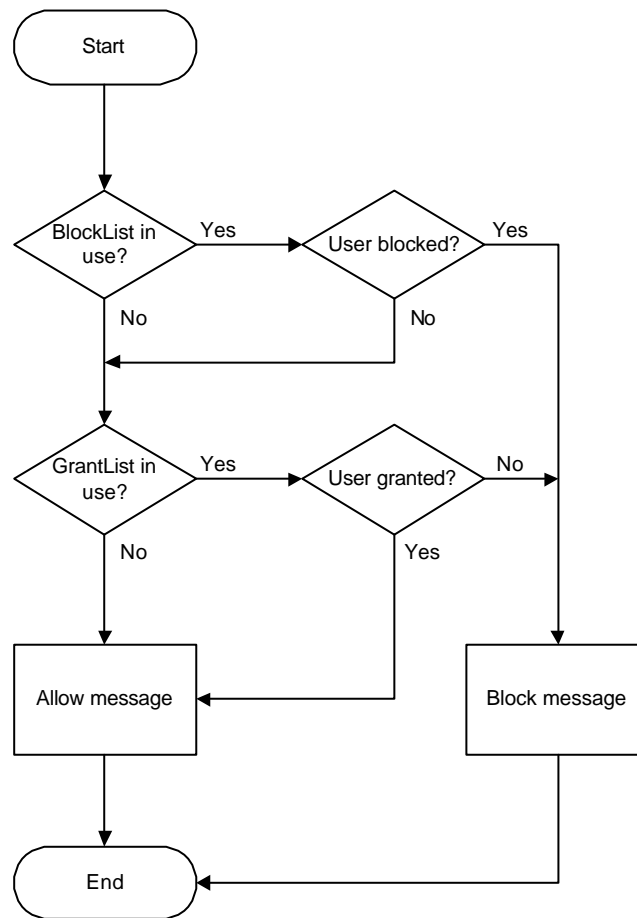 Start
BlockList in
use?
Yes
User blocked?
Yes
No
No
GrantList in
use?
Yes
User granted?
No
No
Yes
Allow message
Block message
End